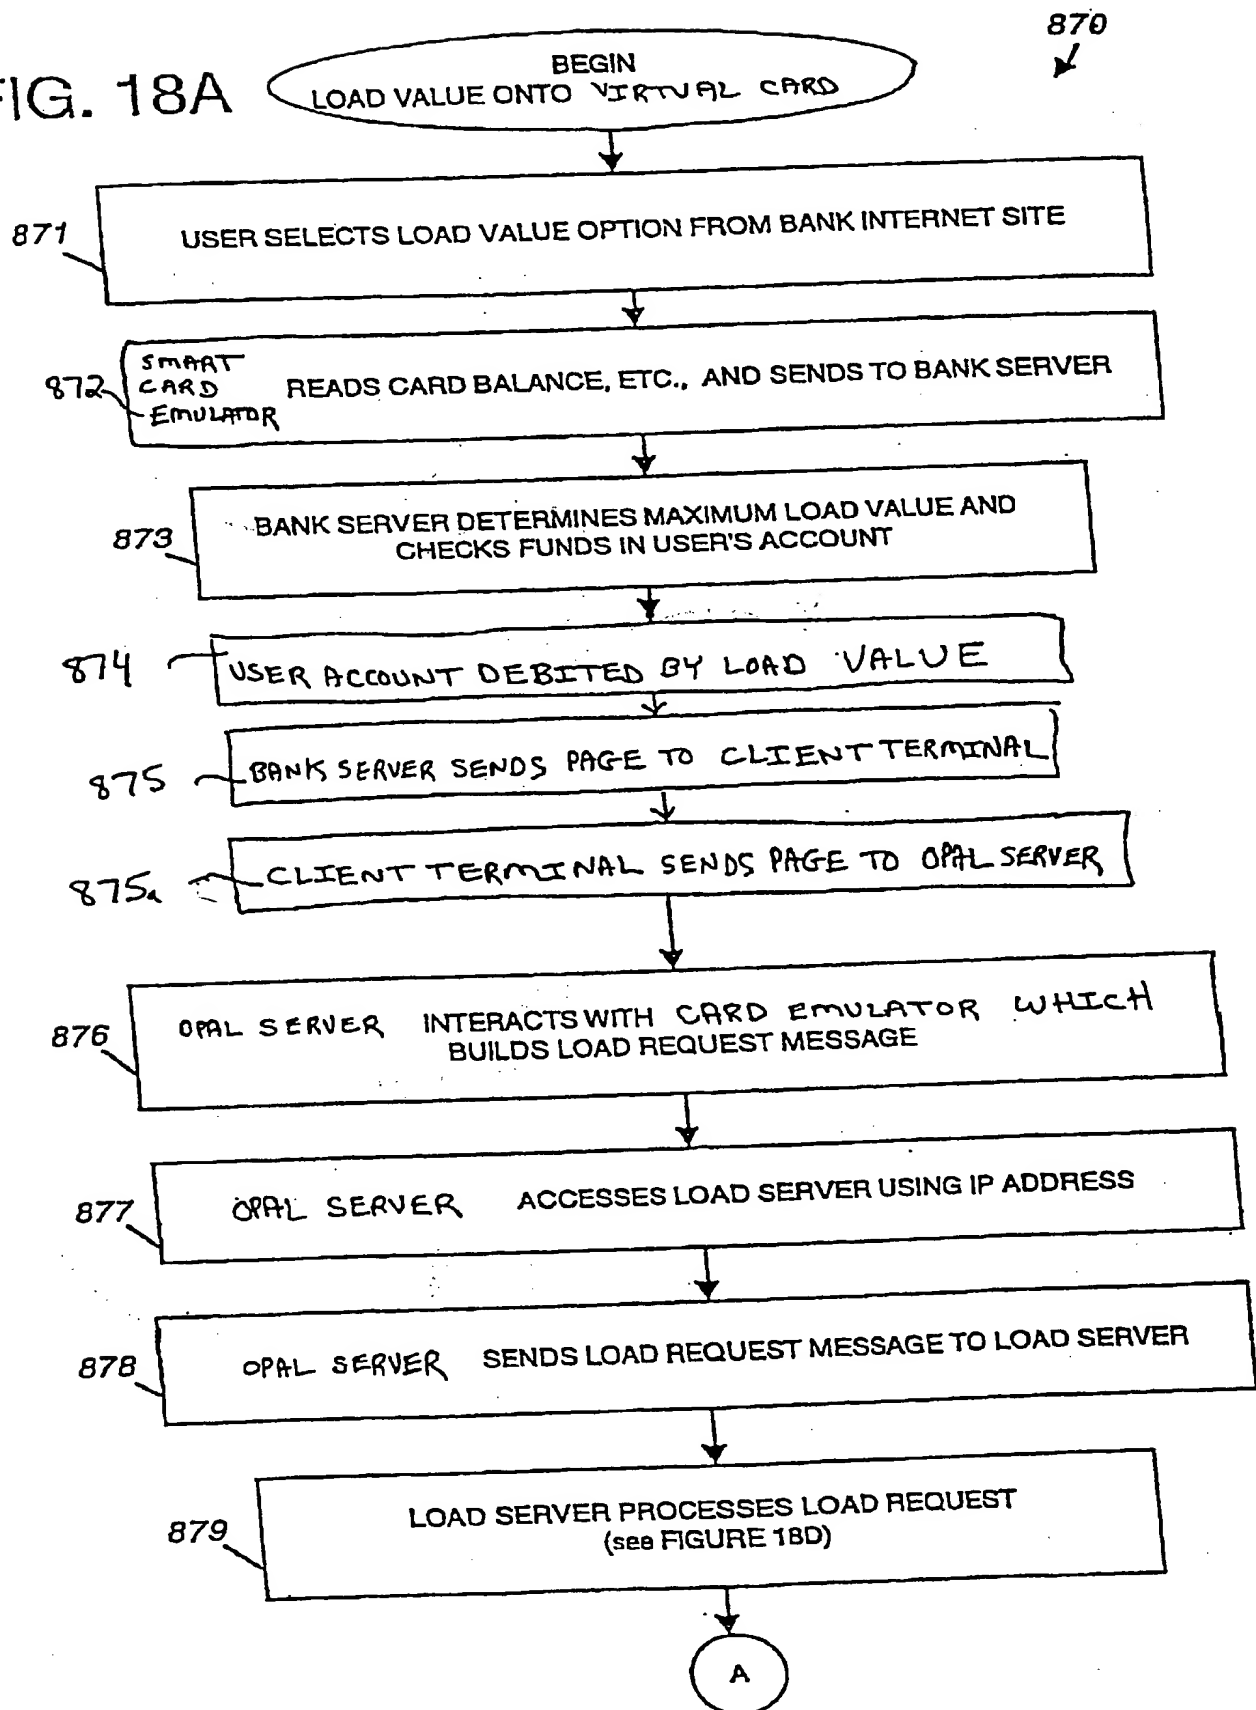 870
FIG. 18A
BEGIN
LOAD VALUE ONTO VIRTUAL CARD
871
USER SELECTS LOAD VALUE OPTION FROM BANK INTERNET SITE
872
SMART
CARD
EMULATOR
READS CARD BALANCE, ETC., AND SENDS TO BANK SERVER
873
BANK SERVER DETERMINES MAXIMUM LOAD VALUE AND
CHECKS FUNDS IN USER'S ACCOUNT
874
USER ACCOUNT DEBITED BY LOAD VALUE
875
BANK SERVER SENDS PAGE TO CLIENT TERMINAL
875a
CLIENT TERMINAL SENDS PAGE TO OPAL SERVER
876
OPAL SERVER INTERACTS WITH CARD EMULATOR WHICH
BUILDS LOAD REQUEST MESSAGE
877
OPAL SERVER ACCESSES LOAD SERVER USING IP ADDRESS
878
OPAL SERVER SENDS LOAD REQUEST MESSAGE TO LOAD SERVER
879
LOAD SERVER PROCESSES LOAD REQUEST
(see FIGURE 18D)
A